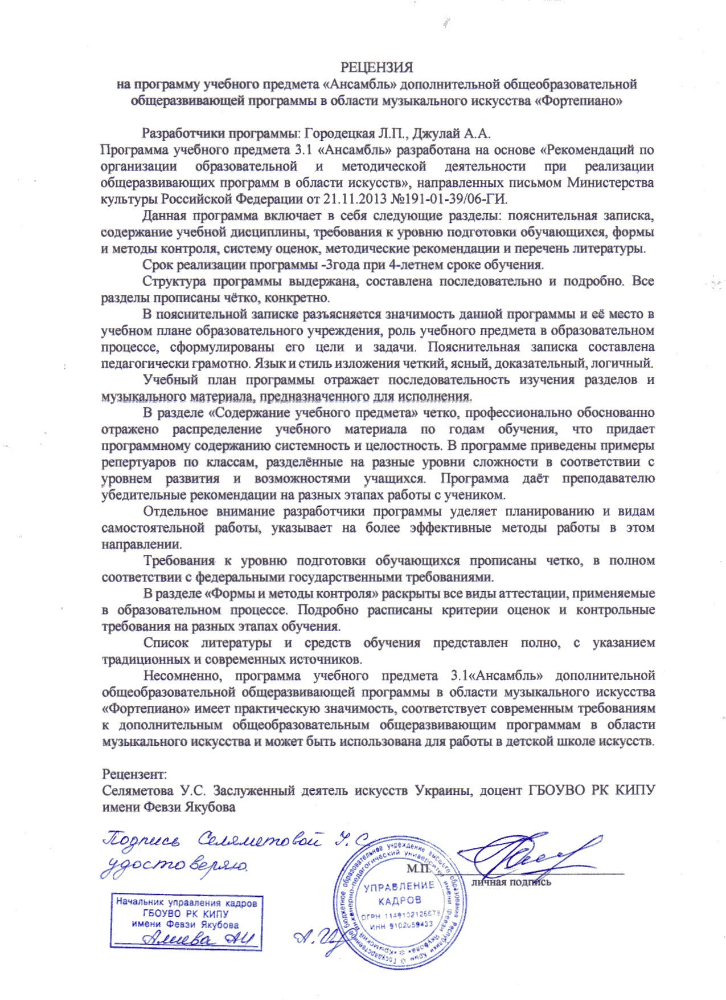 РЕЦЕНЗИЯ
на программу учебного предмета «Ансамбль» дополнительной общеобразовательной
общеразвивающей программы в области музыкального искусства «Фортепиано»
Разработчики программы: Городецкая Л.П., Джулай А.А.
Программа учебного предмета 3.1 «Ансамбль» разработана на основе «Рекомендаций по
организации образовательной и методической деятельности при реализации
общеразвивающих программ в области искусств», направленных письмом Министерства
культуры Российской Федерации от 21.11.2013 №191-01-39/06-ГИ.
Данная программа включает в себя следующие разделы: пояснительная записка,
содержание учебной дисциплины, требования к уровню подготовки обучающихся, формы
и методы контроля, систему оценок, методические рекомендации и перечень литературы.
Срок реализации программы -3года при 4-летнем сроке обучения.
Структура программы выдержана, составлена последовательно и подробно. Все
разделы прописаны чётко, конкретно.
В пояснительной записке разъясняется значимость данной программы и её место в
учебном плане образовательного учреждения, роль учебного предмета в образовательном
процессе, сформулированы его цели и задачи. Пояснительная записка составлена
педагогически грамотно. Язык и стиль изложения четкий, ясный, доказательный, логичный.
Учебный план программы отражает последовательность изучения разделов и
музыкального материала, предназначенного для исполнения.
В разделе «Содержание учебного предмета» четко, профессионально обоснованно
отражено распределение учебного материала по годам обучения, что придает
программному содержанию системность и целостность. В программе приведены примеры
репертуаров по классам, разделённые на разные уровни сложности в соответствии с
уровнем развития и возможностями учащихся. Программа даёт преподавателю
убедительные рекомендации на разных этапах работы с учеником.
Отдельное внимание разработчики программы уделяет планированию и видам
самостоятельной работы, указывает на более эффективные методы работы в этом
направлении.
Требования к уровню подготовки обучающихся прописаны четко, в полном
соответствии с федеральными государственными требованиями.
В разделе «Формы и методы контроля» раскрыты все виды аттестации, применяемые
в образовательном процессе. Подробно расписаны критерии оценок и контрольные
требования на разных этапах обучения.
Список литературы и средств обучения представлен полно, с указанием
традиционных и современных источников.
Несомненно, программа учебного предмета 3.1«Ансамбль» дополнительной
общеобразовательной общеразвивающей программы в области музыкального искусства
«Фортепиано» имеет практическую значимость, соответствует современным требованиям
к дополнительным общеобразовательным общеразвивающим программам в области
музыкального искусства и может быть использована для работы в детской школе искусств.
Рецензент:
Селяметова У.С. Заслуженный деятель искусств Украины, доцент ГБОУВО РК КИПУ
имени Февзи Якубова
Подпись Селяметовой У.С.
удостоверяю.
М.П.
личная подпись
Государственное бюджетное образовательное учреждение высшего образования Республики Крым
«Крымский инженерно-педагогический университет имени Февзи Якубова»
УПРАВЛЕНИЕ
КАДРОВ
ОГРН
ИНН 9102659433
Начальник управления кадров
ГБОУВО РК КИПУ
имени Февзи Якубова
Алиева АИ